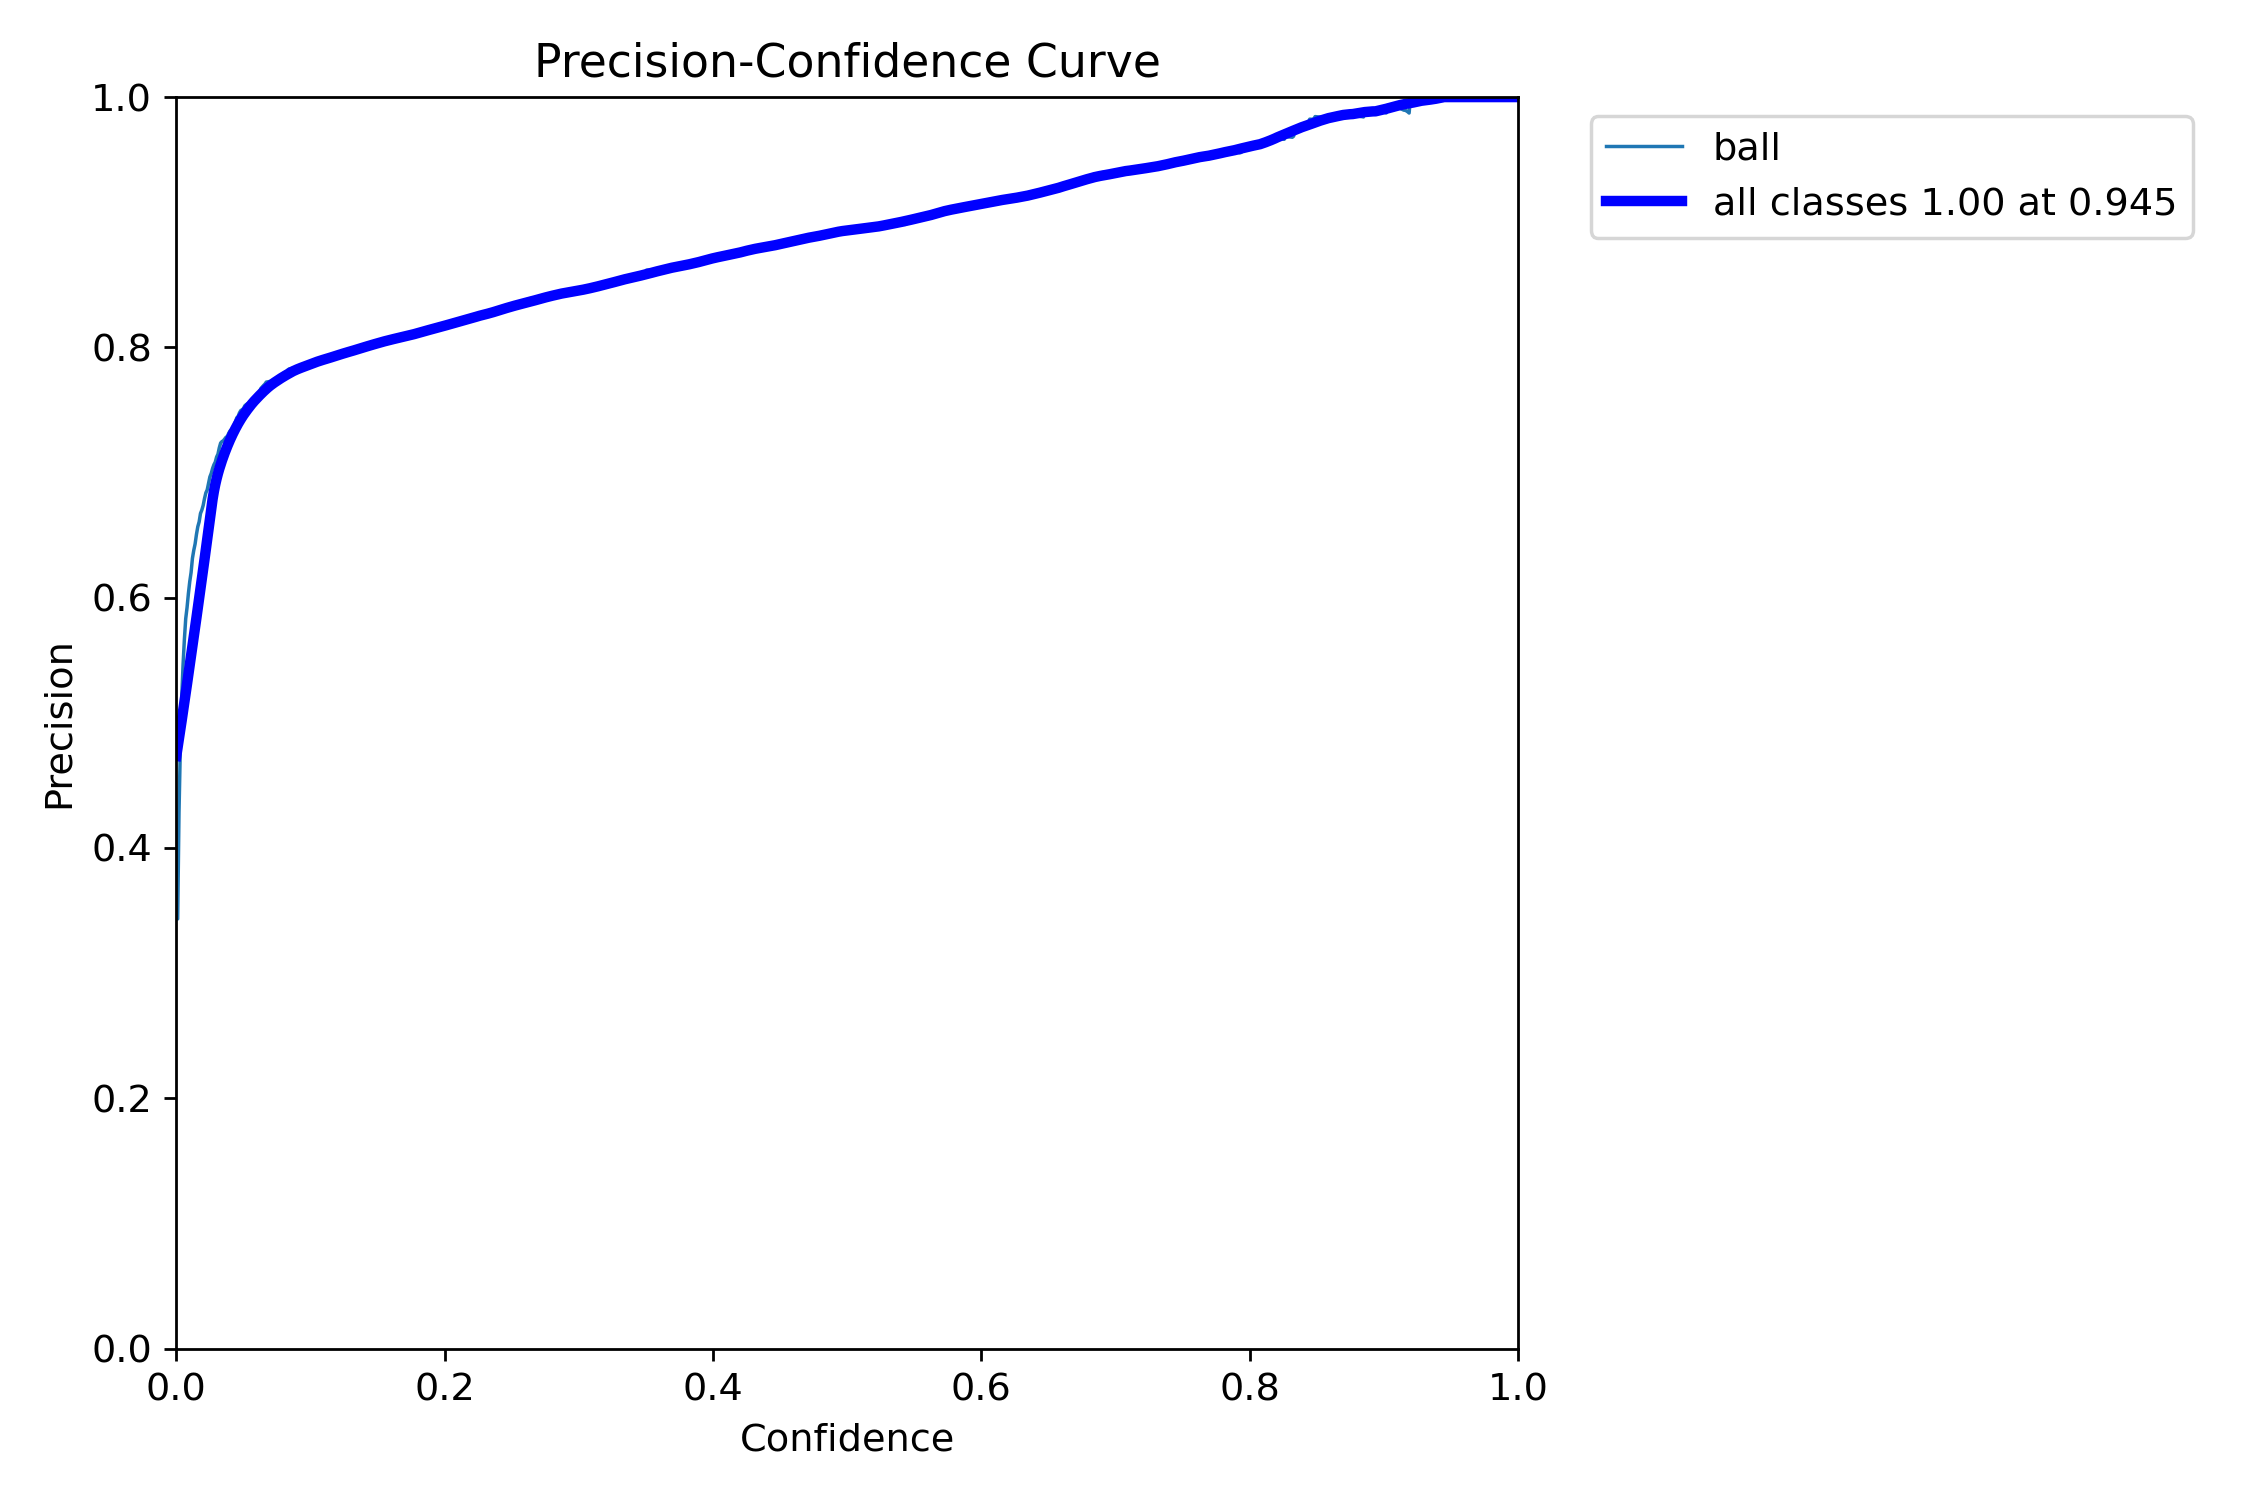 Precision-Confidence Curve
1.0
0.8
0.6
0.4
0.2
0.0
Precision
0.0 0.2 0.4 0.6 0.8 1.0
Confidence
ball
all classes 1.00 at 0.945